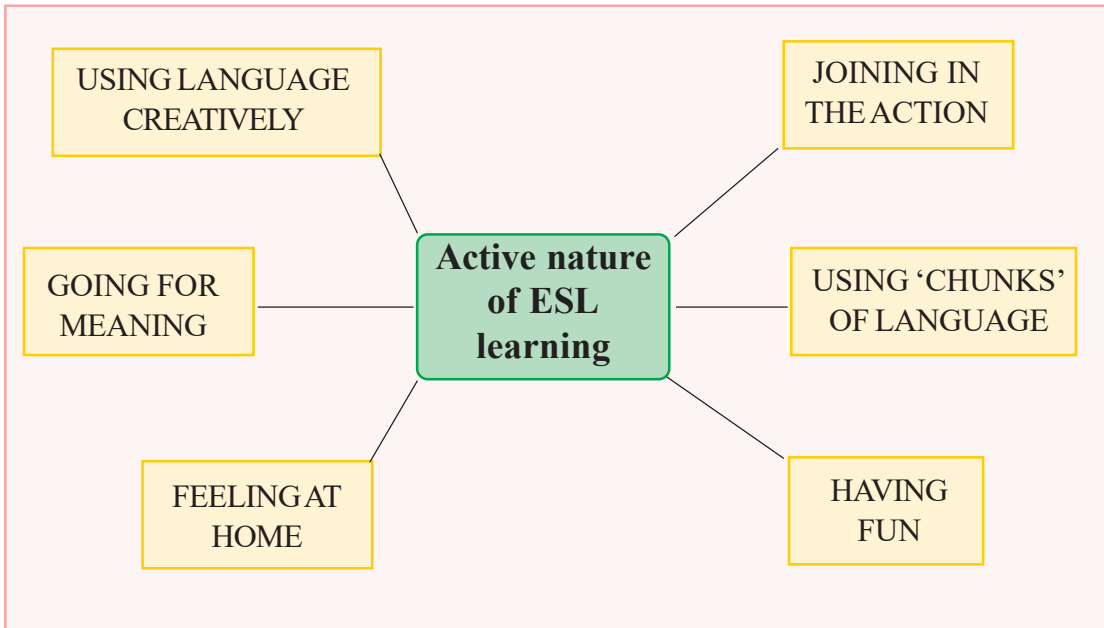 USING LANGUAGE
CREATIVELY
JOINING IN
THE ACTION
Active nature
of ESL
learning
GOING FOR
MEANING
USING ‘CHUNKS’
OF LANGUAGE
FEELING AT
HOME
HAVING
FUN